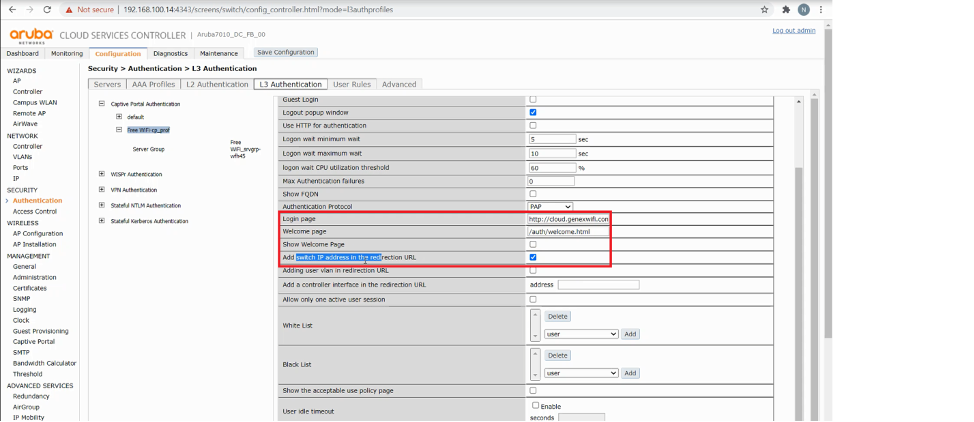 Not secure | 192.168.100.14:4343/screens/switch/config_controller.html?mode=l3authprofiles N
aruba NETWORKS CLOUD SERVICES CONTROLLER | Aruba7010_DC_FB_00 Log out admin
Dashboard Monitoring Configuration Diagnostics Maintenance Save Configuration
WIZARDS
AP
Controller
Campus WLAN
Remote AP
AirWave
NETWORK
Controller
VLANs
Ports
IP
SECURITY
Authentication
Access Control
WIRELESS
AP Configuration
AP Installation
MANAGEMENT
General
Administration
Certificates
SNMP
Logging
Clock
Guest Provisioning
Captive Portal
SMTP
Bandwidth Calculator
Threshold
ADVANCED SERVICES
Redundancy
AirGroup
IP Mobility
Security > Authentication > L3 Authentication
Servers AAA Profiles L2 Authentication L3 Authentication User Rules Advanced
Captive Portal Authentication
default
Free WiFi-cp_prof
Server Group Free
WiFi_srvgrp-
wfh45
WISPr Authentication
VPN Authentication
Stateful NTLM Authentication
Stateful Kerberos Authentication
Guest Login
Logout popup window
Use HTTP for authentication
Logon wait minimum wait 5 sec
Logon wait maximum wait 10 sec
logon wait CPU utilization threshold 60 %
Max Authentication failures 0
Show FQDN
Authentication Protocol PAP
Login page http://cloud.genexwifi.con
Welcome page /auth/welcome.html
Show Welcome Page
Add switch IP address in the redirection URL
Adding user vlan in redirection URL
Add a controller interface in the redirection URL address
Allow only one active user session
White List Delete
user Add
Black List Delete
user Add
Show the acceptable use policy page
User idle timeout Enable
seconds